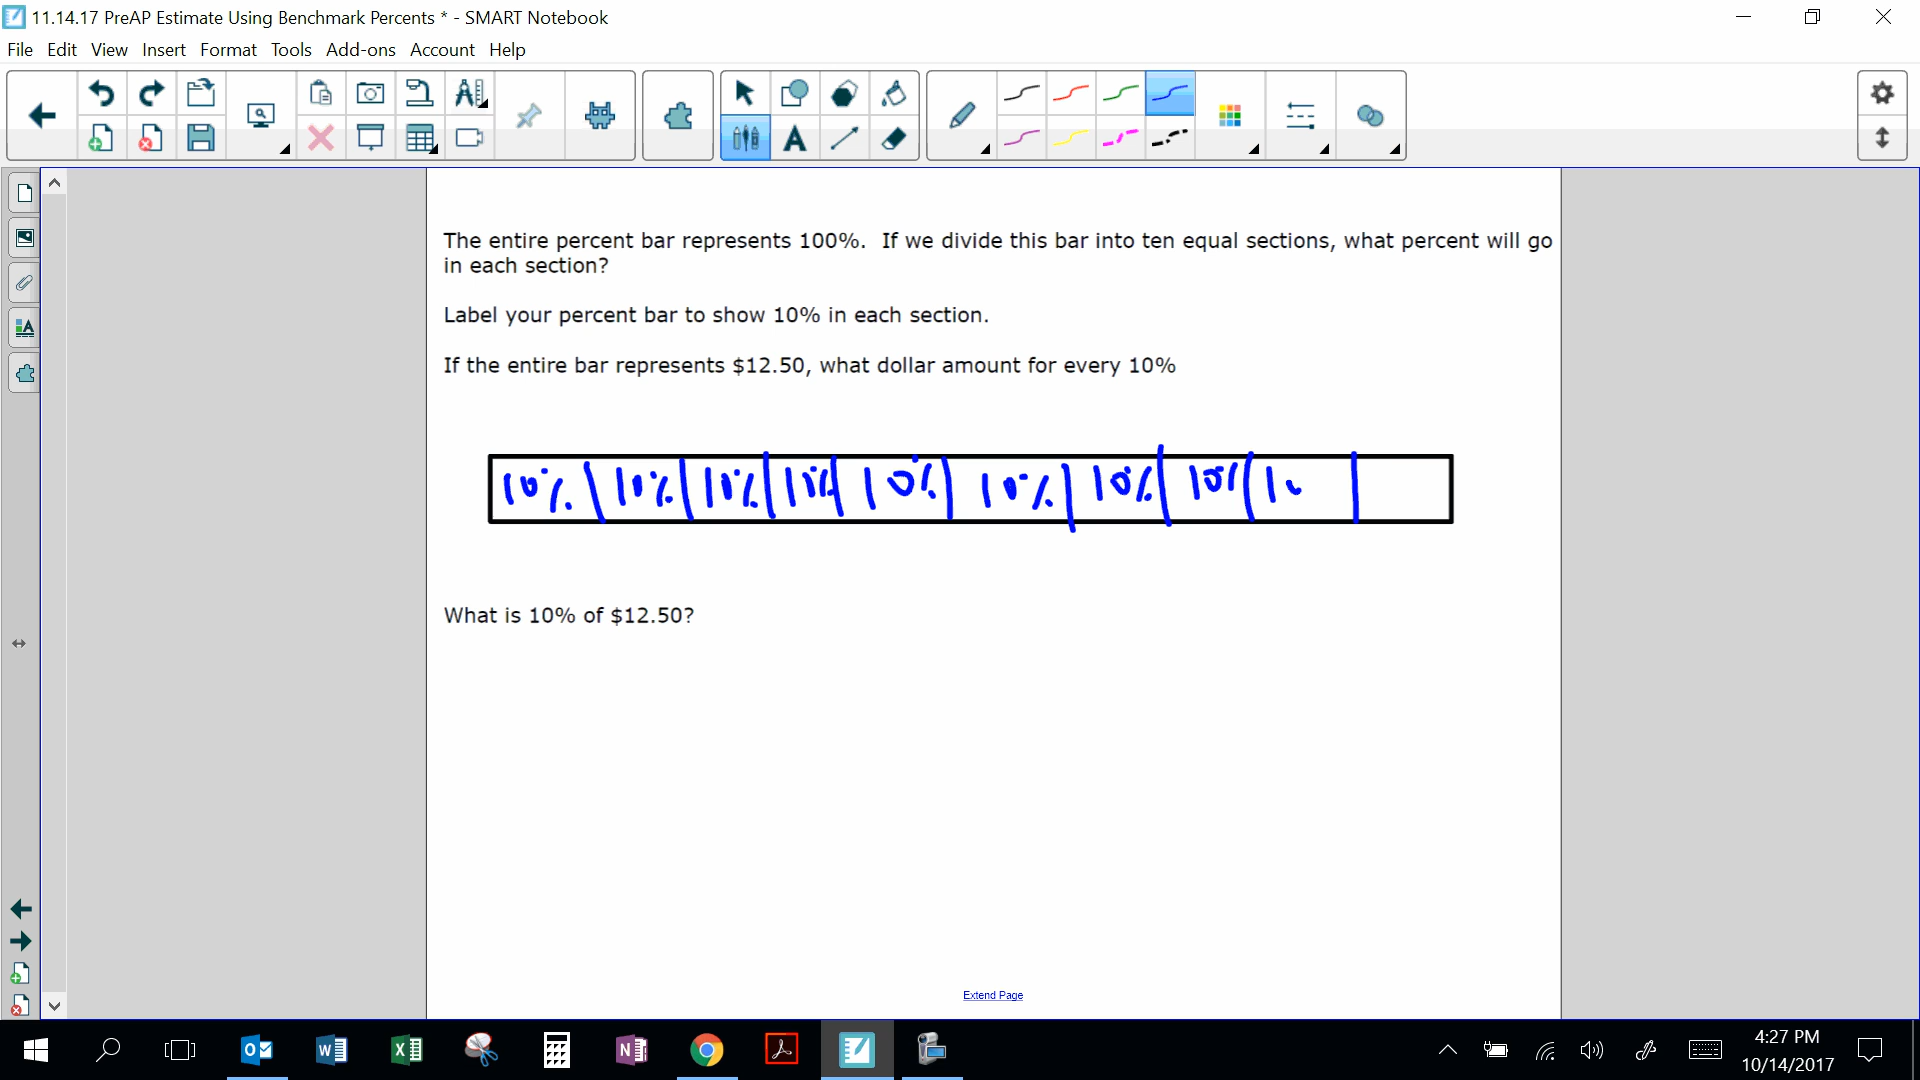 11.14.17 PreAP Estimate Using Benchmark Percents * - SMART Notebook
File Edit View Insert Format Tools Add-ons Account Help
The entire percent bar represents 100%.  If we divide this bar into ten equal sections, what percent will go
in each section?
Label your percent bar to show 10% in each section.
If the entire bar represents $12.50, what dollar amount for every 10%
10% 10% 10% 10% 10% 10% 10% 10% 10
What is 10% of $12.50?
Extend Page
4:27 PM
10/14/2017